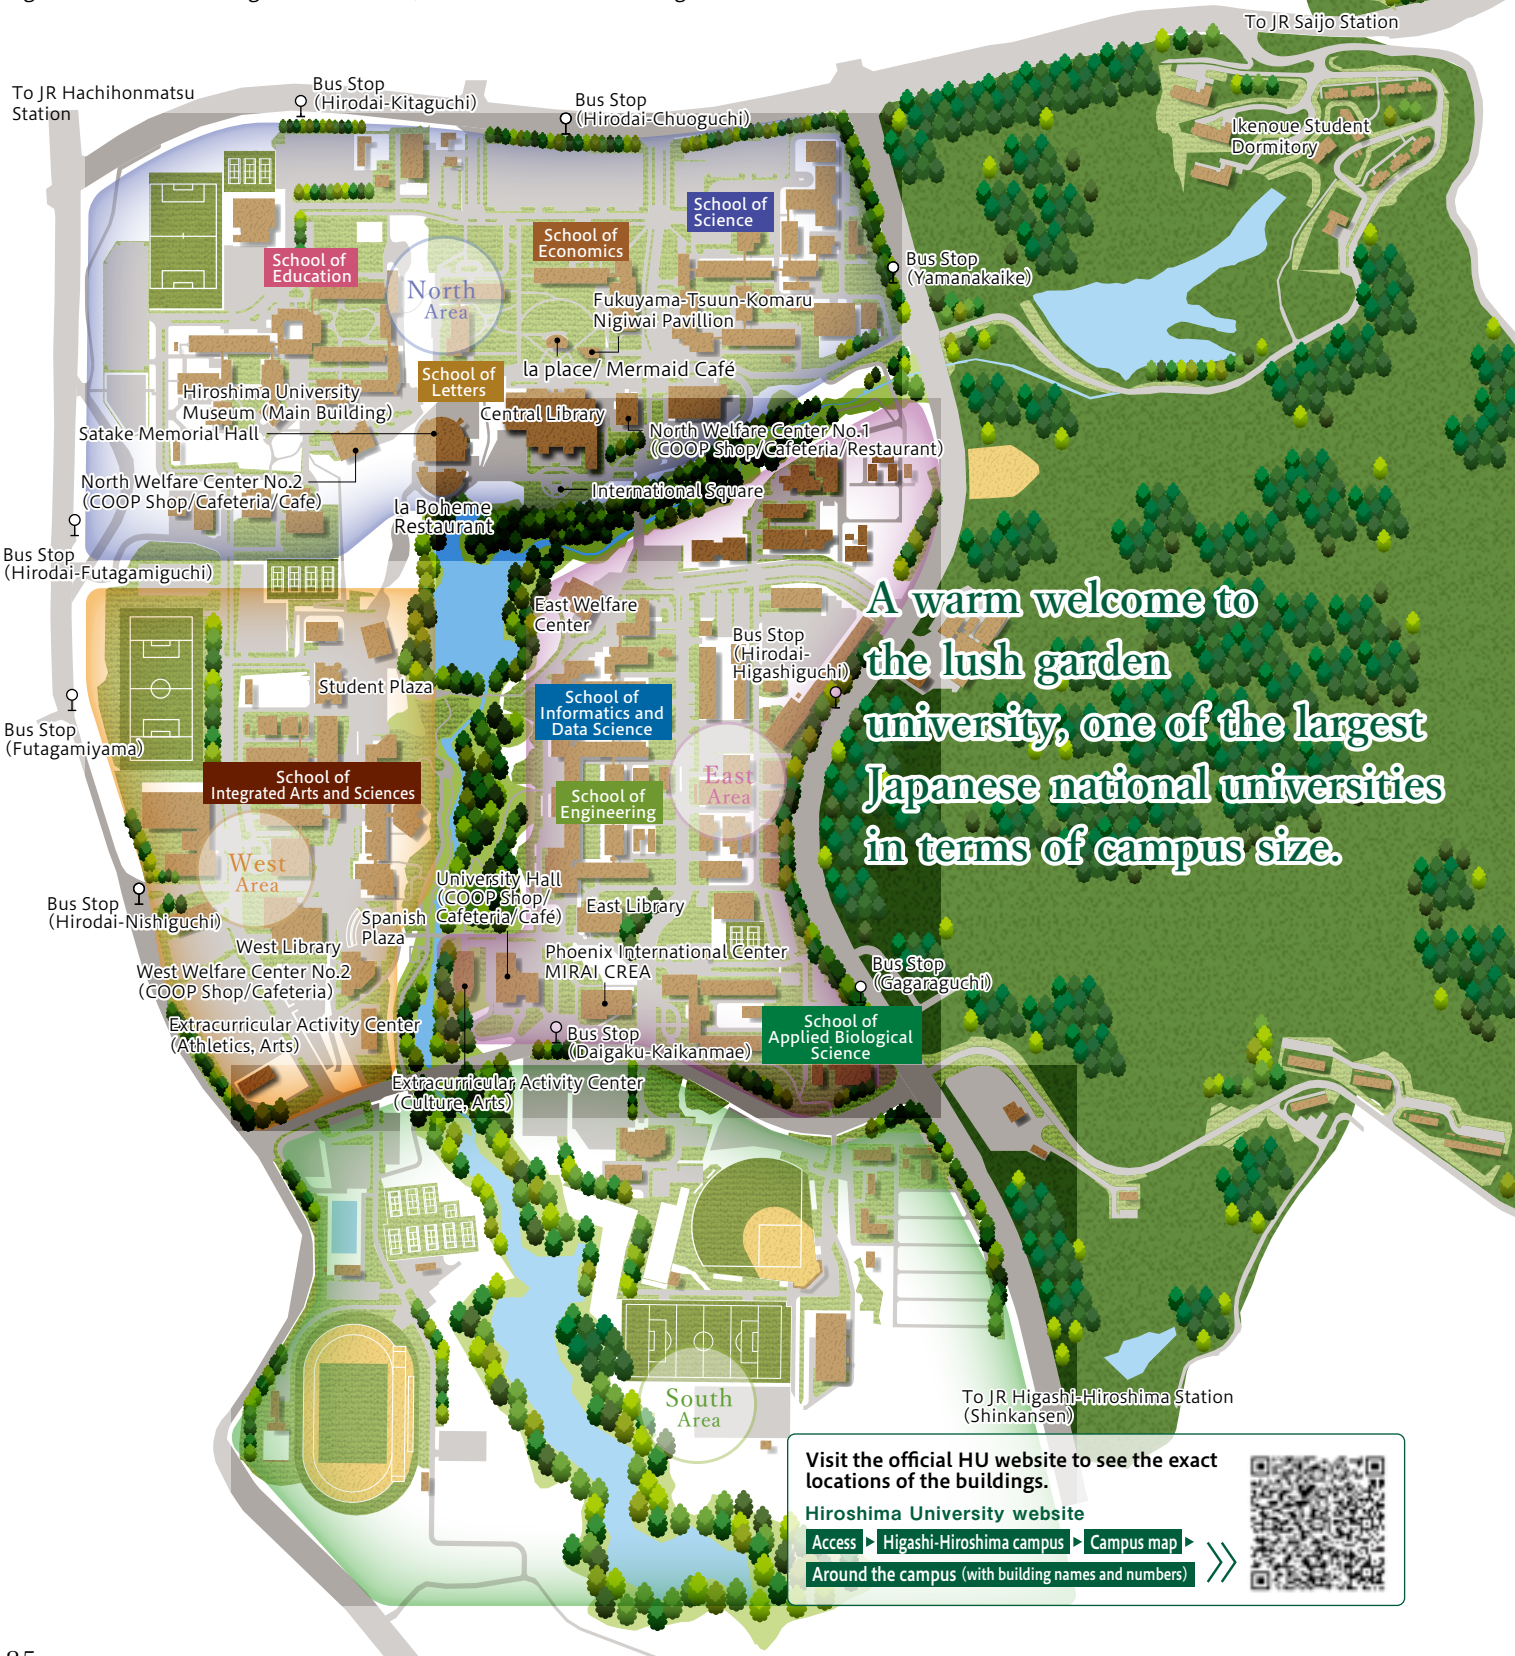 To JR Saijo Station
To JR Hachihonmatsu
Station
Bus Stop
(Hirodai-Kitaguchi)
Bus Stop
(Hirodai-Chuoguchi)
Ikenoue Student
Dormitory
School of
Science
School of
Economics
School of
Education
Bus Stop
(Yamanakaike)
North
Area
Fukuyama-Tsuun-Komaru
Nigiwai Pavillion
la place/ Mermaid Café
School of
Letters
Hiroshima University
Museum (Main Building)
Central Library
Satake Memorial Hall
North Welfare Center No.1
(COOP Shop/Cafeteria/Restaurant)
North Welfare Center No.2
(COOP Shop/Cafeteria/Café)
International Square
la Boheme
Restaurant
Bus Stop
(Hirodai-Futagamiguchi)
A warm welcome to
the lush garden
university, one of the largest
Japanese national universities
in terms of campus size.
East Welfare
Center
Bus Stop
(Hirodai-
Higashiguchi)
Student Plaza
School of
Informatics and
Data Science
Bus Stop
(Futagamiyama)
School of
Integrated Arts and Sciences
East
Area
School of
Engineering
West
Area
University Hall
(COOP Shop/
Cafeteria/Café)
Bus Stop
(Hirodai-Nishiguchi)
Spanish
Plaza
East Library
West Library
Phoenix International Center
MIRAI CREA
West Welfare Center No.2
(COOP Shop/Cafeteria)
Bus Stop
(Gagaraguchi)
Extracurricular Activity Center
(Athletics, Arts)
Bus Stop
(Daigaku-Kaikanmae)
School of
Applied Biological
Science
Extracurricular Activity Center
(Culture, Arts)
South
Area
To JR Higashi-Hiroshima Station
(Shinkansen)
Visit the official HU website to see the exact
locations of the buildings.
Hiroshima University website
Access ▶ Higashi-Hiroshima campus ▶ Campus map ▶
Around the campus (with building names and numbers)